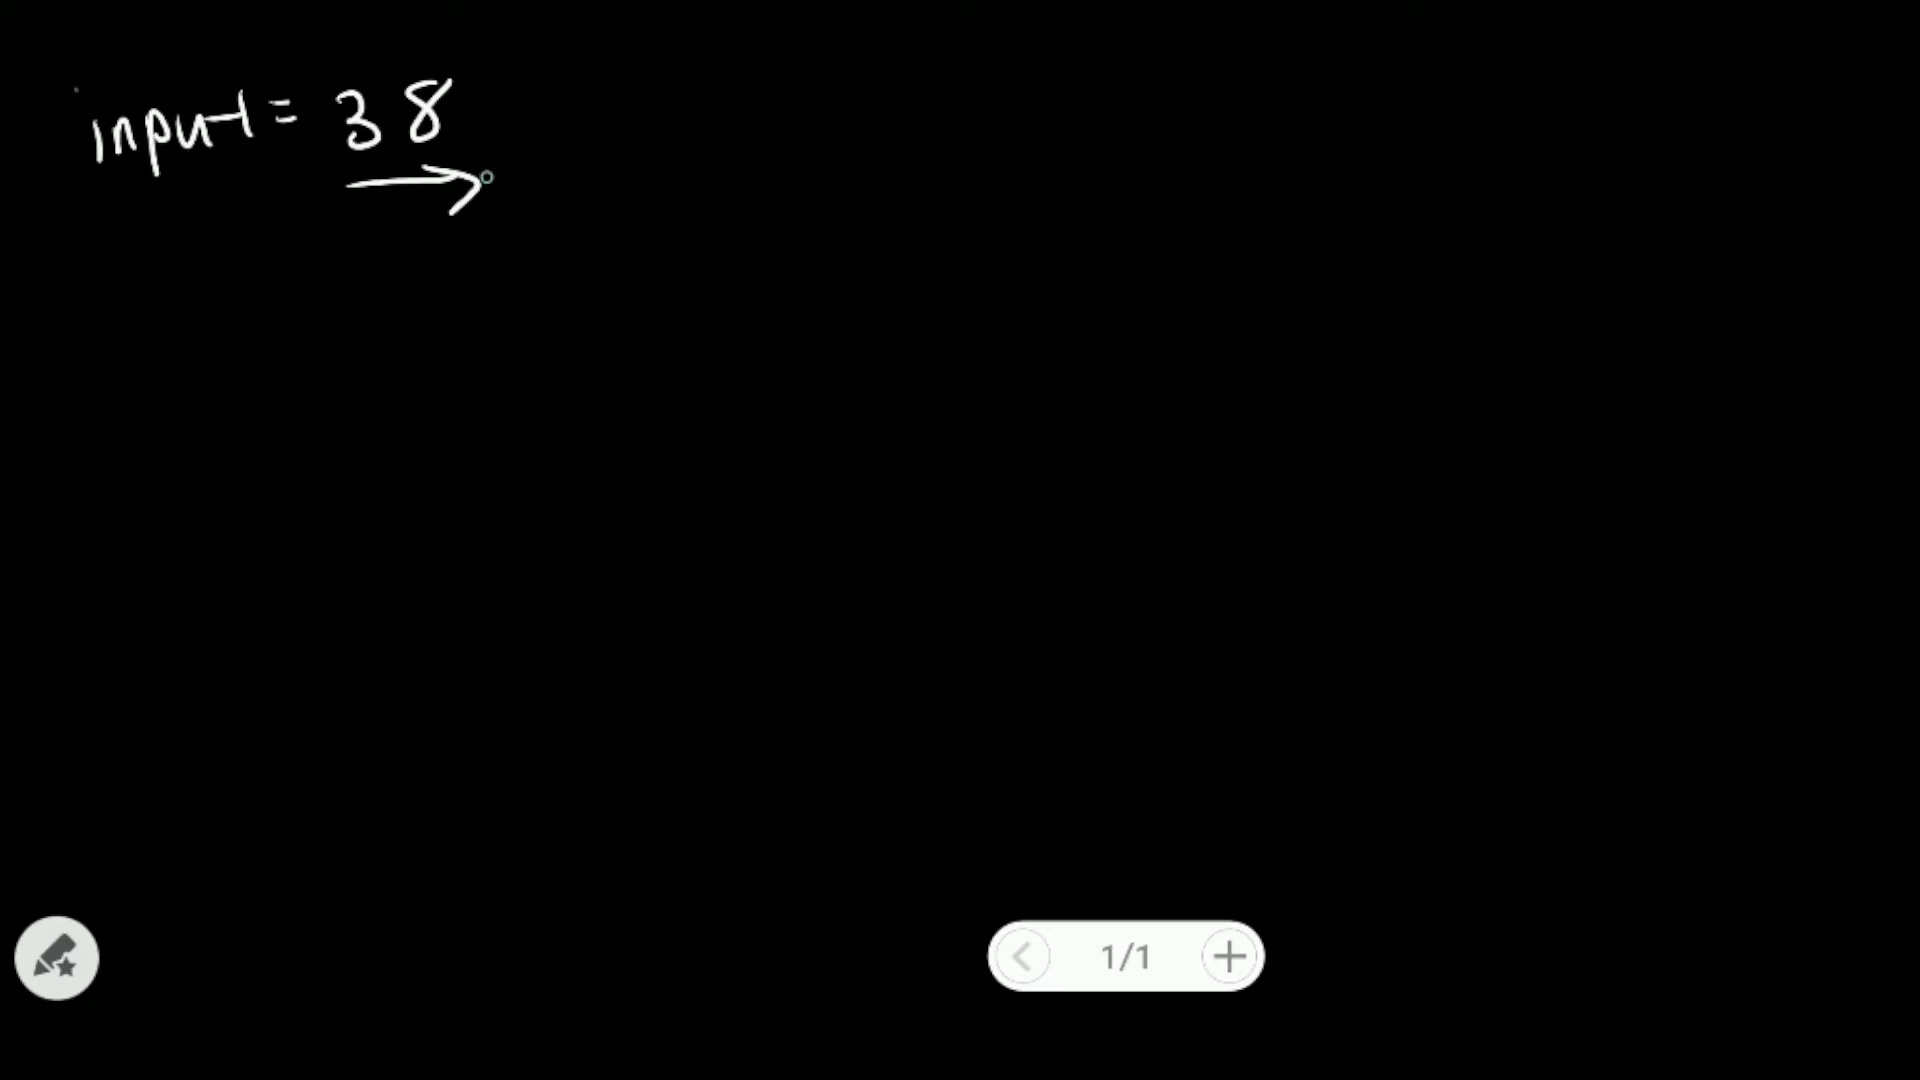 input = 38
1/1